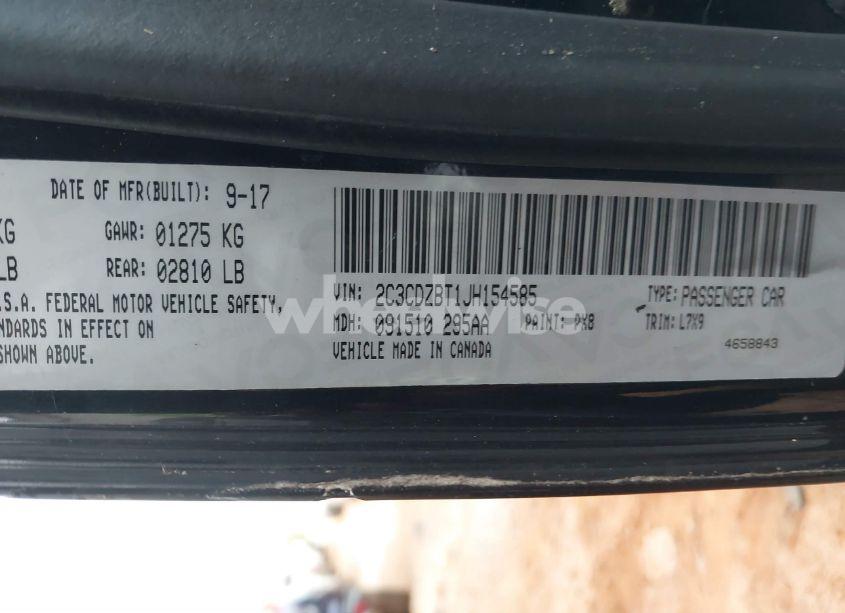 DATE OF MFR(BUILT): 9-17
KG GAWR: 01275 KG
LB REAR: 02810 LB
.S.A. FEDERAL MOTOR VEHICLE SAFETY,
NDARDS IN EFFECT ON
SHOWN ABOVE.
VIN: 2C3CDZBT1JH154585 TYPE: PASSENGER CAR
MDH: 091510 295AA PAINT: PX8 TRIM: L7X9
VEHICLE MADE IN CANADA 4658843
wheelwise